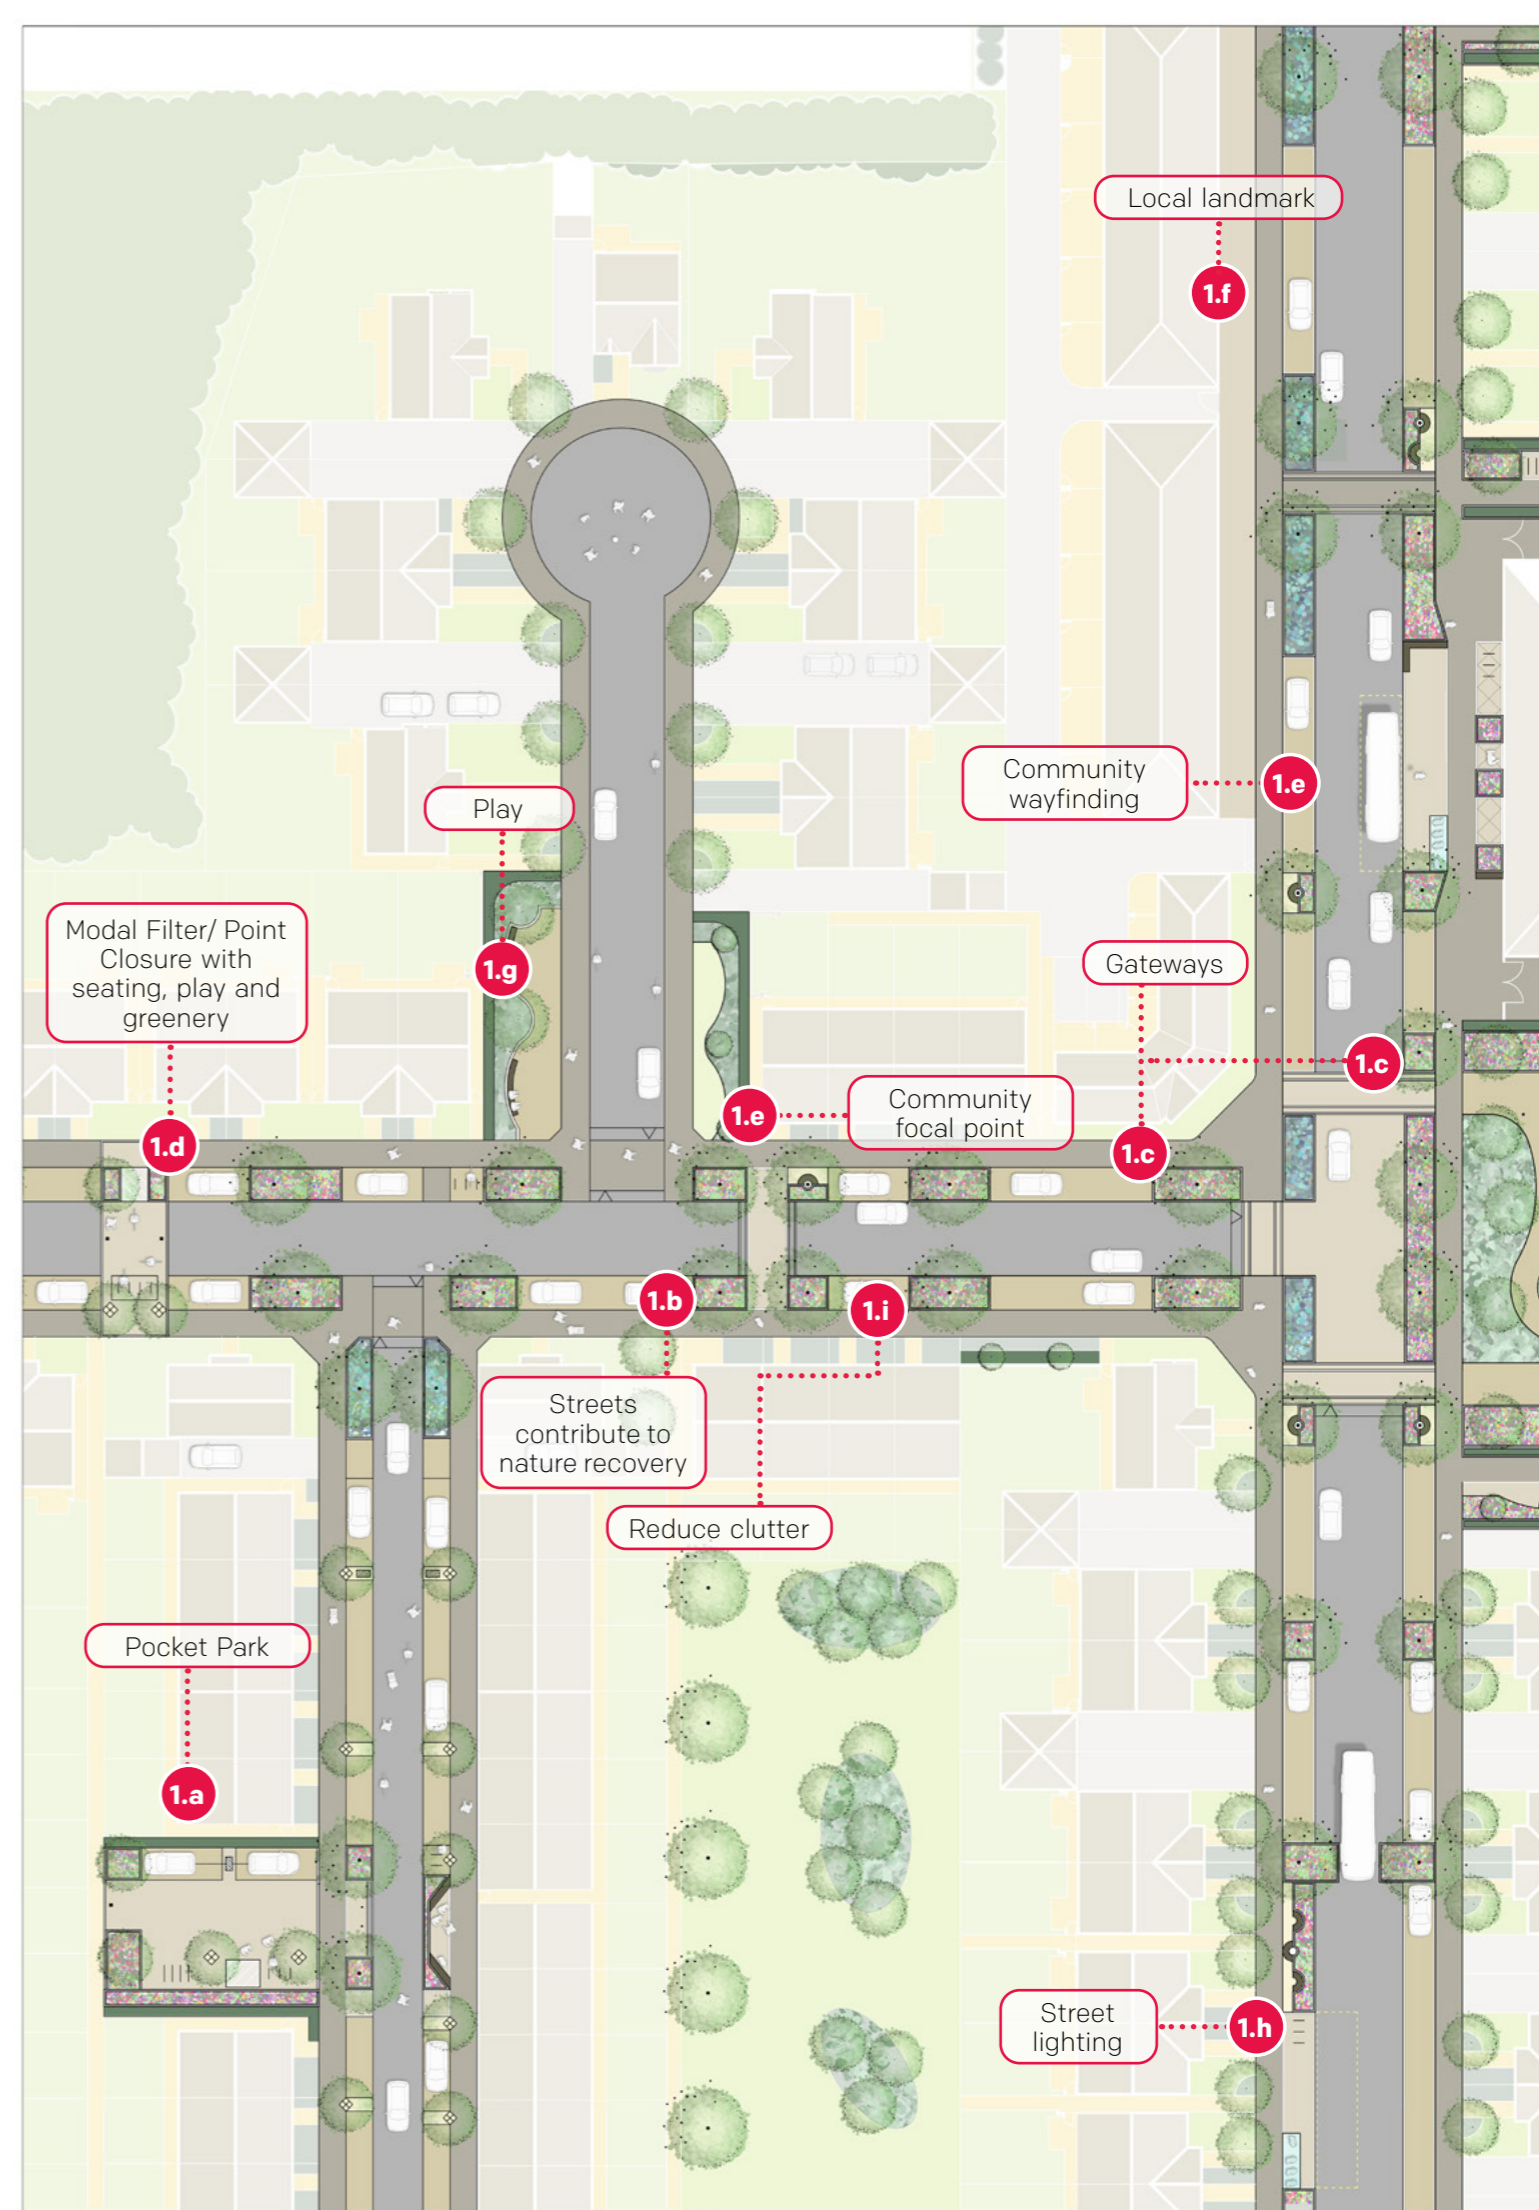 Local landmark
1.f
Community
wayfinding
1.e
Play
1.g
Modal Filter/ Point
Closure with
seating, play and
greenery
1.d
Gateways
1.c
1.c
1.e
Community
focal point
1.b
Streets
contribute to
nature recovery
1.i
Reduce clutter
Pocket Park
1.a
Street
lighting
1.h